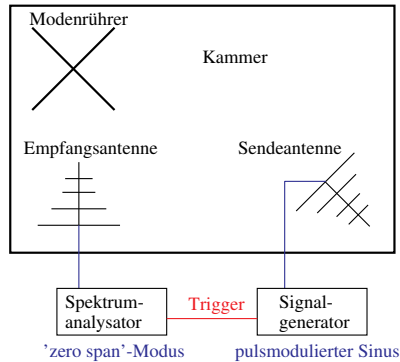 Modenrührer
Kammer
Empfangsantenne
Sendeantenne
Spektrum-
analysator
Trigger
Signal-
generator
'zero span'-Modus
pulsmodulierter Sinus